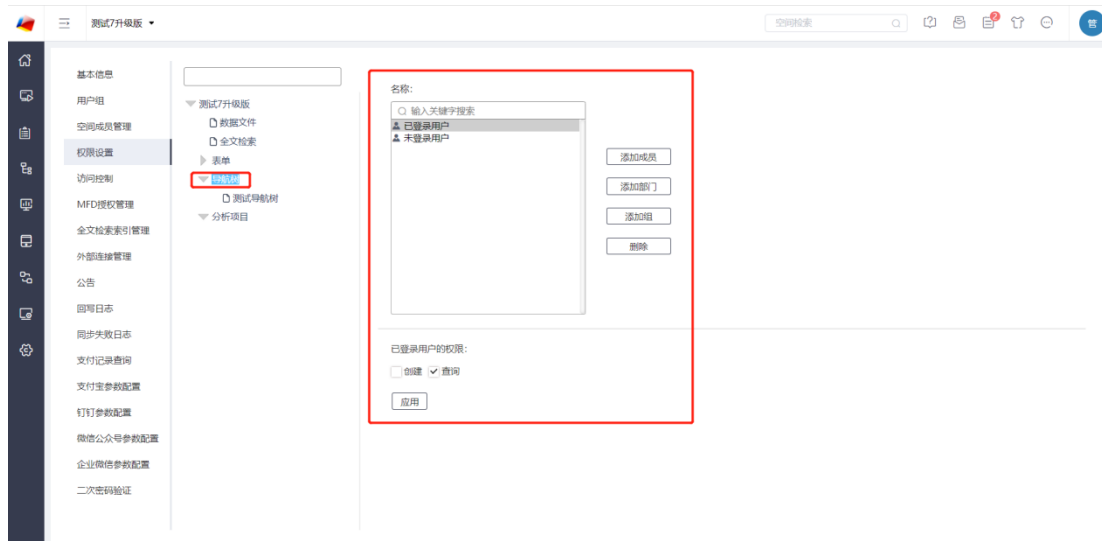 测试7升级版
空间检索
2
管
基本信息
用户组
空间成员管理
权限设置
访问控制
MFD授权管理
全文检索索引管理
外部连接管理
公告
回写日志
同步失败日志
支付记录查询
支付宝参数配置
钉钉参数配置
微信公众号参数配置
企业微信参数配置
二次密码验证
测试7升级版
数据文件
全文检索
表单
导航树
测试导航树
分析项目
名称:
输入关键字搜索
已登录用户
未登录用户
添加成员
添加部门
添加组
删除
已登录用户的权限:
创建 查询
应用